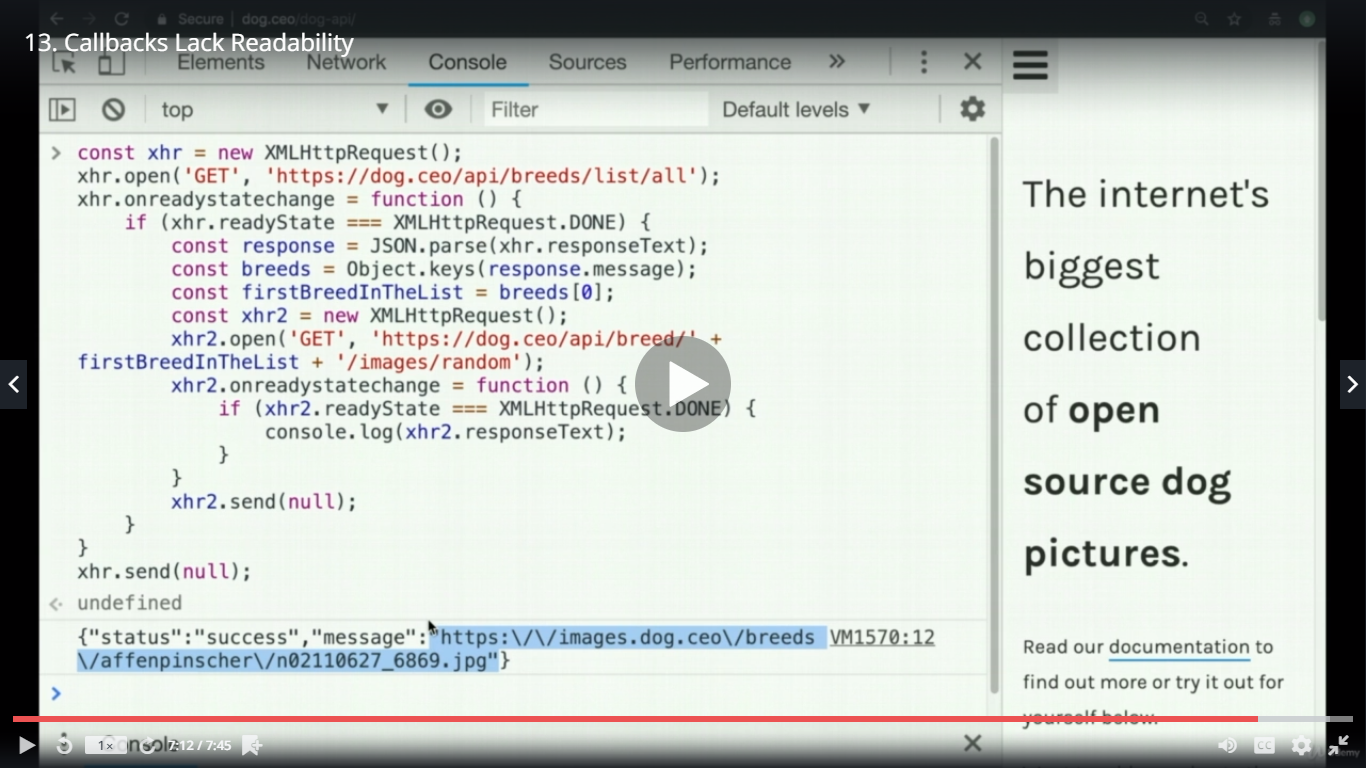 Secure | dog.ceo/dog-api/
13. Callbacks Lack Readability
Elements Network Console Sources Performance »
top Filter Default levels ▼
> const xhr = new XMLHttpRequest();
xhr.open('GET', 'https://dog.ceo/api/breeds/list/all');
xhr.onreadystatechange = function () {
if (xhr.readyState === XMLHttpRequest.DONE) {
const response = JSON.parse(xhr.responseText);
const breeds = Object.keys(response.message);
const firstBreedInTheList = breeds[0];
const xhr2 = new XMLHttpRequest();
xhr2.open('GET', 'https://dog.ceo/api/breed/' +
firstBreedInTheList + '/images/random');
xhr2.onreadystatechange = function () {
if (xhr2.readyState === XMLHttpRequest.DONE) {
console.log(xhr2.responseText);
}
}
xhr2.send(null);
}
}
xhr.send(null);
undefined
{"status":"success","message":"https:\/\/images.dog.ceo\/breeds VM1570:12
\/affenpinscher\/n02110627_6869.jpg"}
>
The internet's
biggest
collection
of open
source dog
pictures.
Read our documentation to
find out more or try it out for
yourself below.
Console
1x 7:12 / 7:45 CC